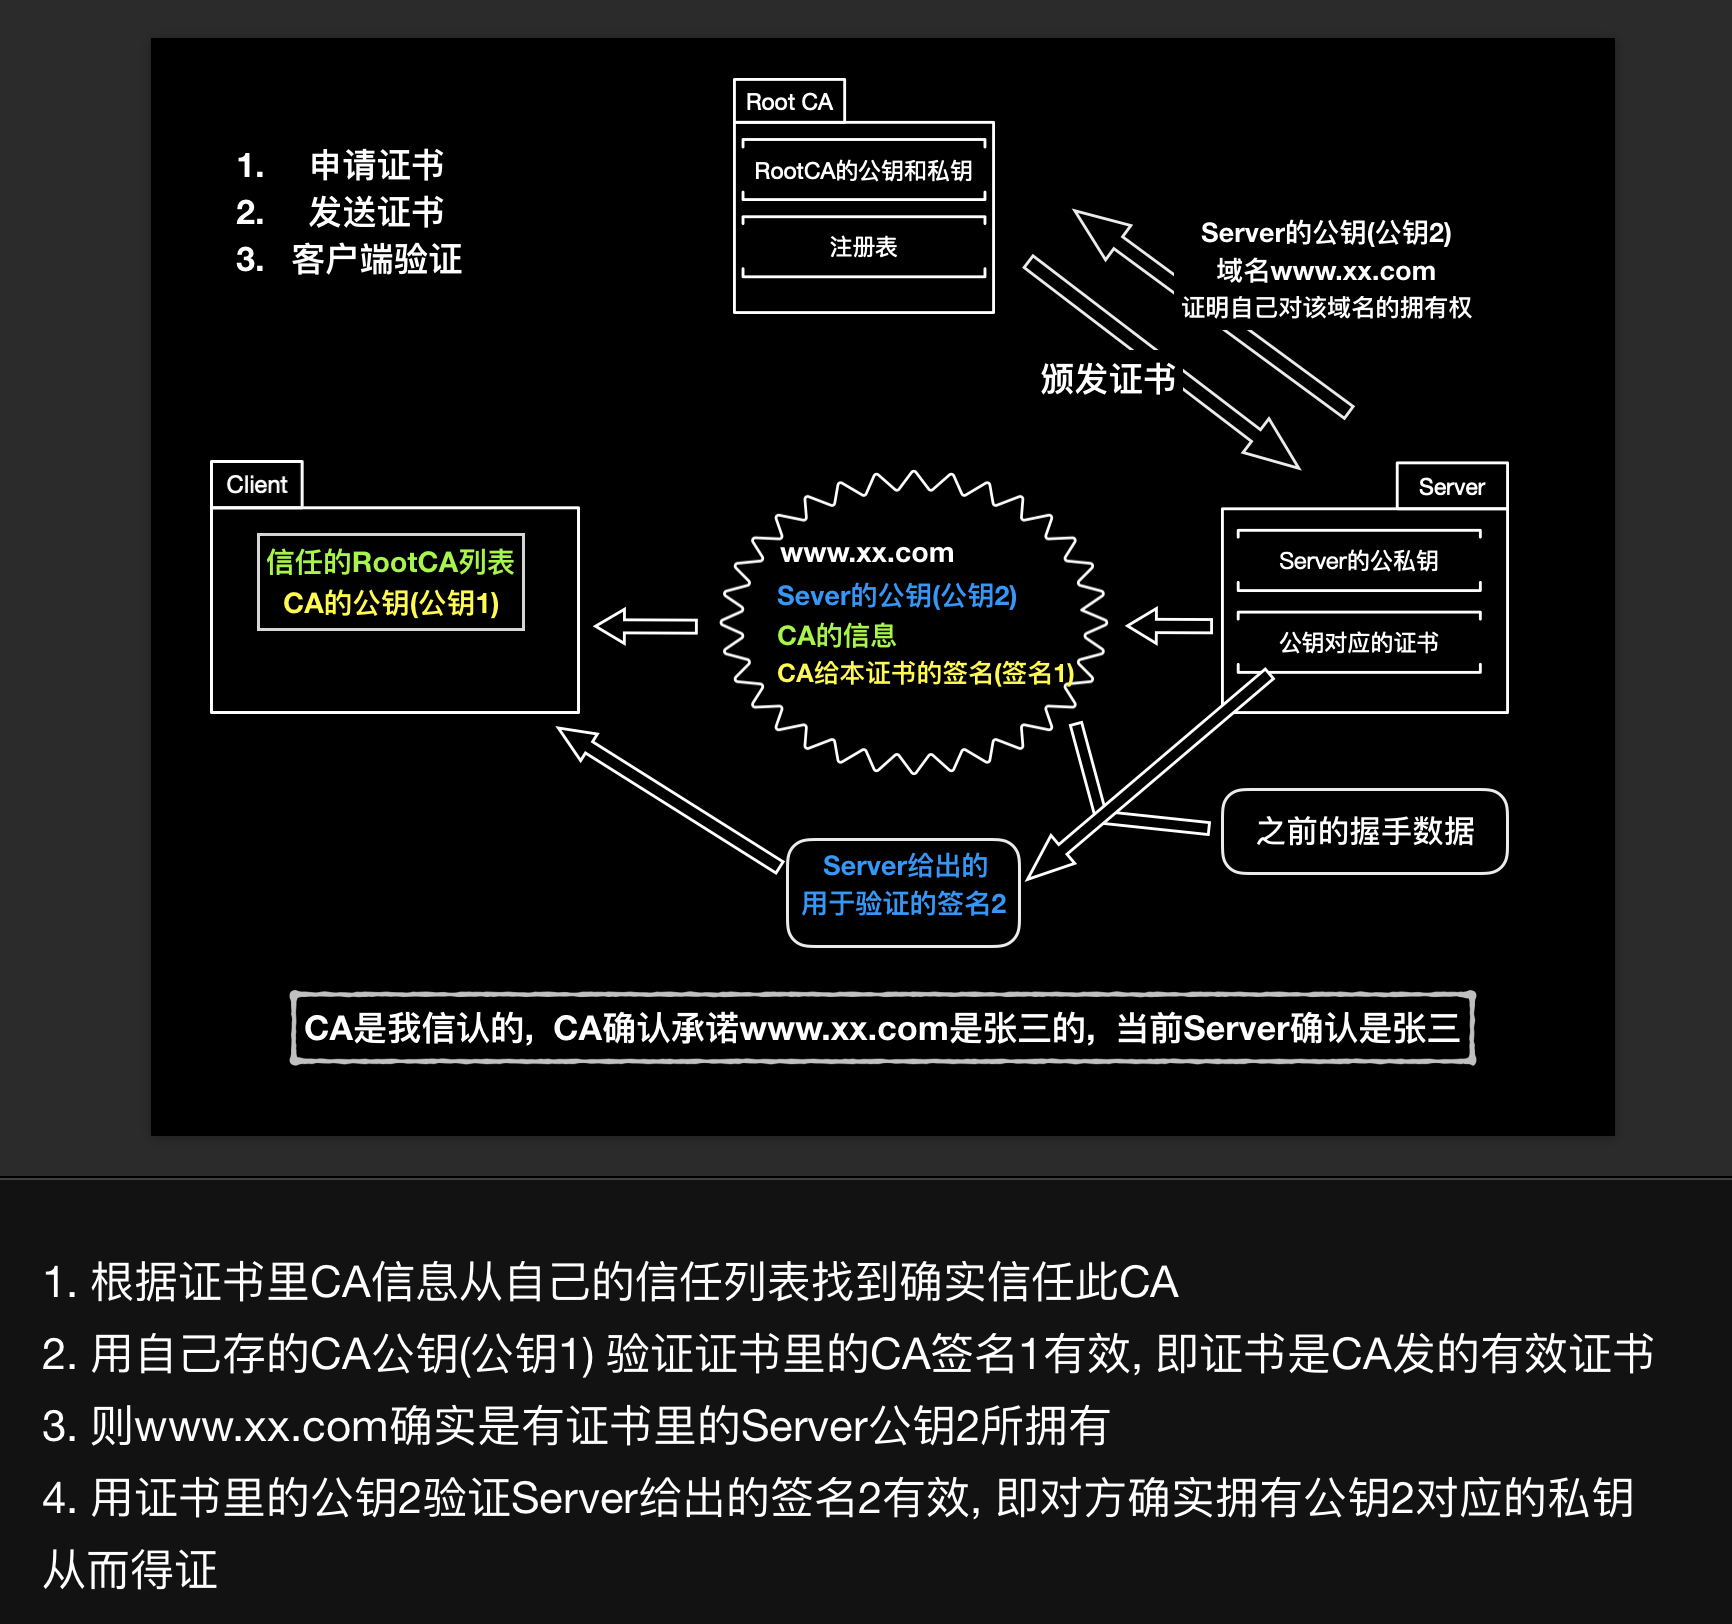 Root CA
RootCA的公钥和私钥
注册表
1. 申请证书
2. 发送证书
3. 客户端验证
Server的公钥(公钥2)
域名www.xx.com
证明自己对该域名的拥有权
颁发证书
Client
信任的RootCA列表
CA的公钥(公钥1)
www.xx.com
Sever的公钥(公钥2)
CA的信息
CA给本证书的签名(签名1)
Server
Server的公私钥
公钥对应的证书
之前的握手数据
Server给出的
用于验证的签名2
CA是我信认的, CA确认承诺www.xx.com是张三的, 当前Server确认是张三
1. 根据证书里CA信息从自己的信任列表找到确实信任此CA
2. 用自己存的CA公钥(公钥1) 验证证书里的CA签名1有效, 即证书是CA发的有效证书
3. 则www.xx.com确实是有证书里的Server公钥2所拥有
4. 用证书里的公钥2验证Server给出的签名2有效, 即对方确实拥有公钥2对应的私钥
从而得证